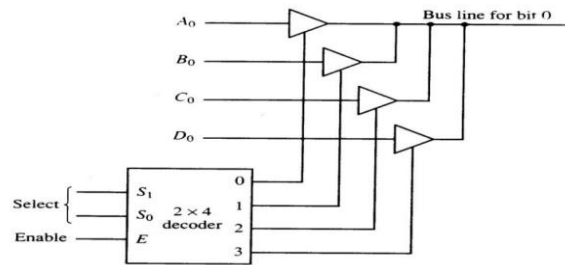 A0
Bus line for bit 0
B0
C0
D0
0
S1
1
Select
S0
2 × 4
decoder
2
Enable
E
3